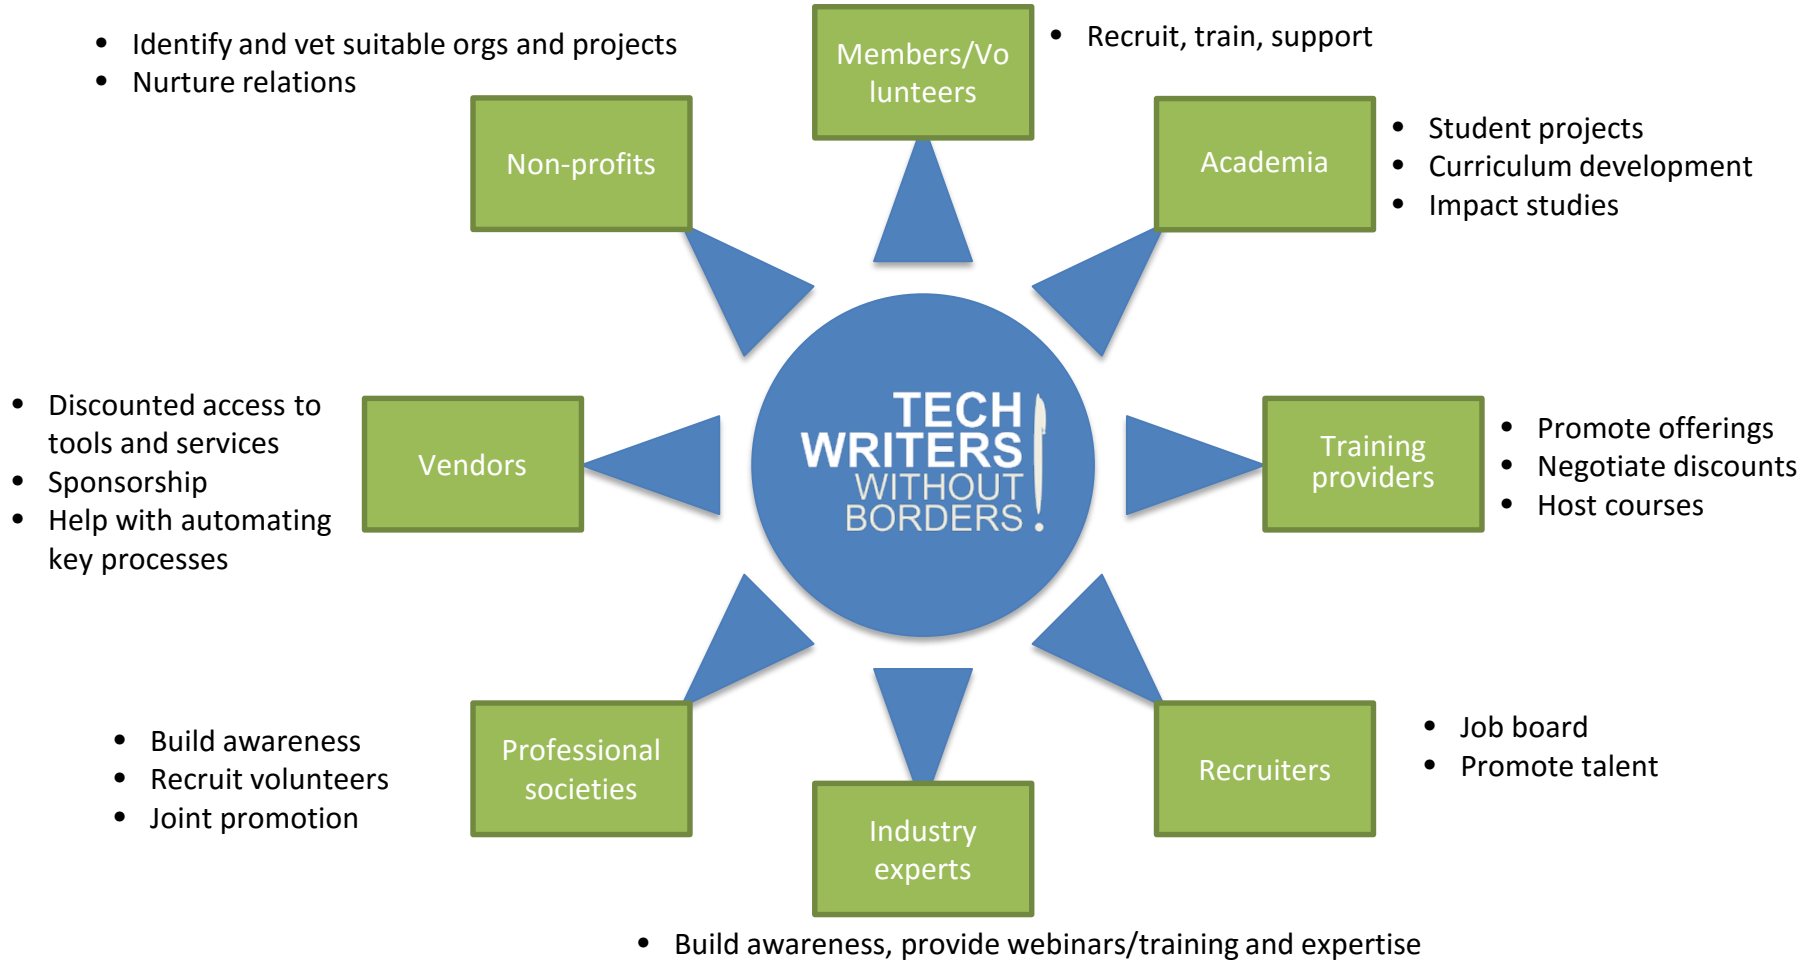 • Identify and vet suitable orgs and projects
• Nurture relations
Non-profits
Members/Vo
lunteers
• Recruit, train, support
Academia
• Student projects
• Curriculum development
• Impact studies
• Discounted access to
tools and services
• Sponsorship
• Help with automating
key processes
Vendors
TECH
WRITERS
WITHOUT
BORDERS
Training
providers
• Promote offerings
• Negotiate discounts
• Host courses
• Build awareness
• Recruit volunteers
• Joint promotion
Professional
societies
Industry
experts
• Build awareness, provide webinars/training and expertise
Recruiters
• Job board
• Promote talent